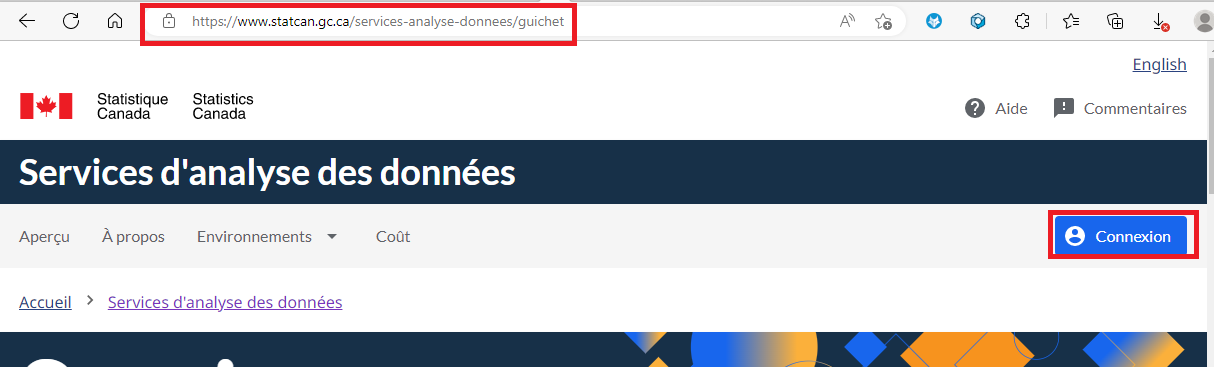 https://www.statcan.gc.ca/services-analyse-donnees/guichet
English
Statistique Canada
Statistics Canada
Aide
Commentaires
Services d'analyse des données
Aperçu
À propos
Environnements
Coût
Connexion
Accueil > Services d'analyse des données